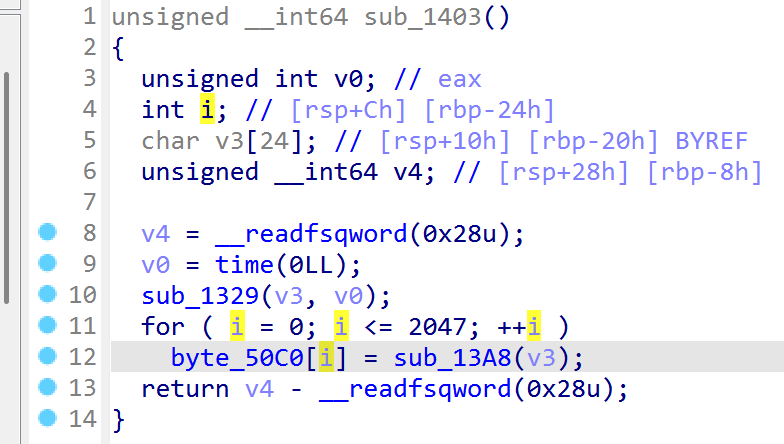 1 unsigned __int64 sub_1403()
2 {
3   unsigned int v0; // eax
4   int i; // [rsp+Ch] [rbp-24h]
5   char v3[24]; // [rsp+10h] [rbp-20h] BYREF
6   unsigned __int64 v4; // [rsp+28h] [rbp-8h]
7
8   v4 = __readfsqword(0x28u);
9   v0 = time(0LL);
10   sub_1329(v3, v0);
11   for ( i = 0; i <= 2047; ++i )
12     byte_50C0[i] = sub_13A8(v3);
13   return v4 - __readfsqword(0x28u);
14 }